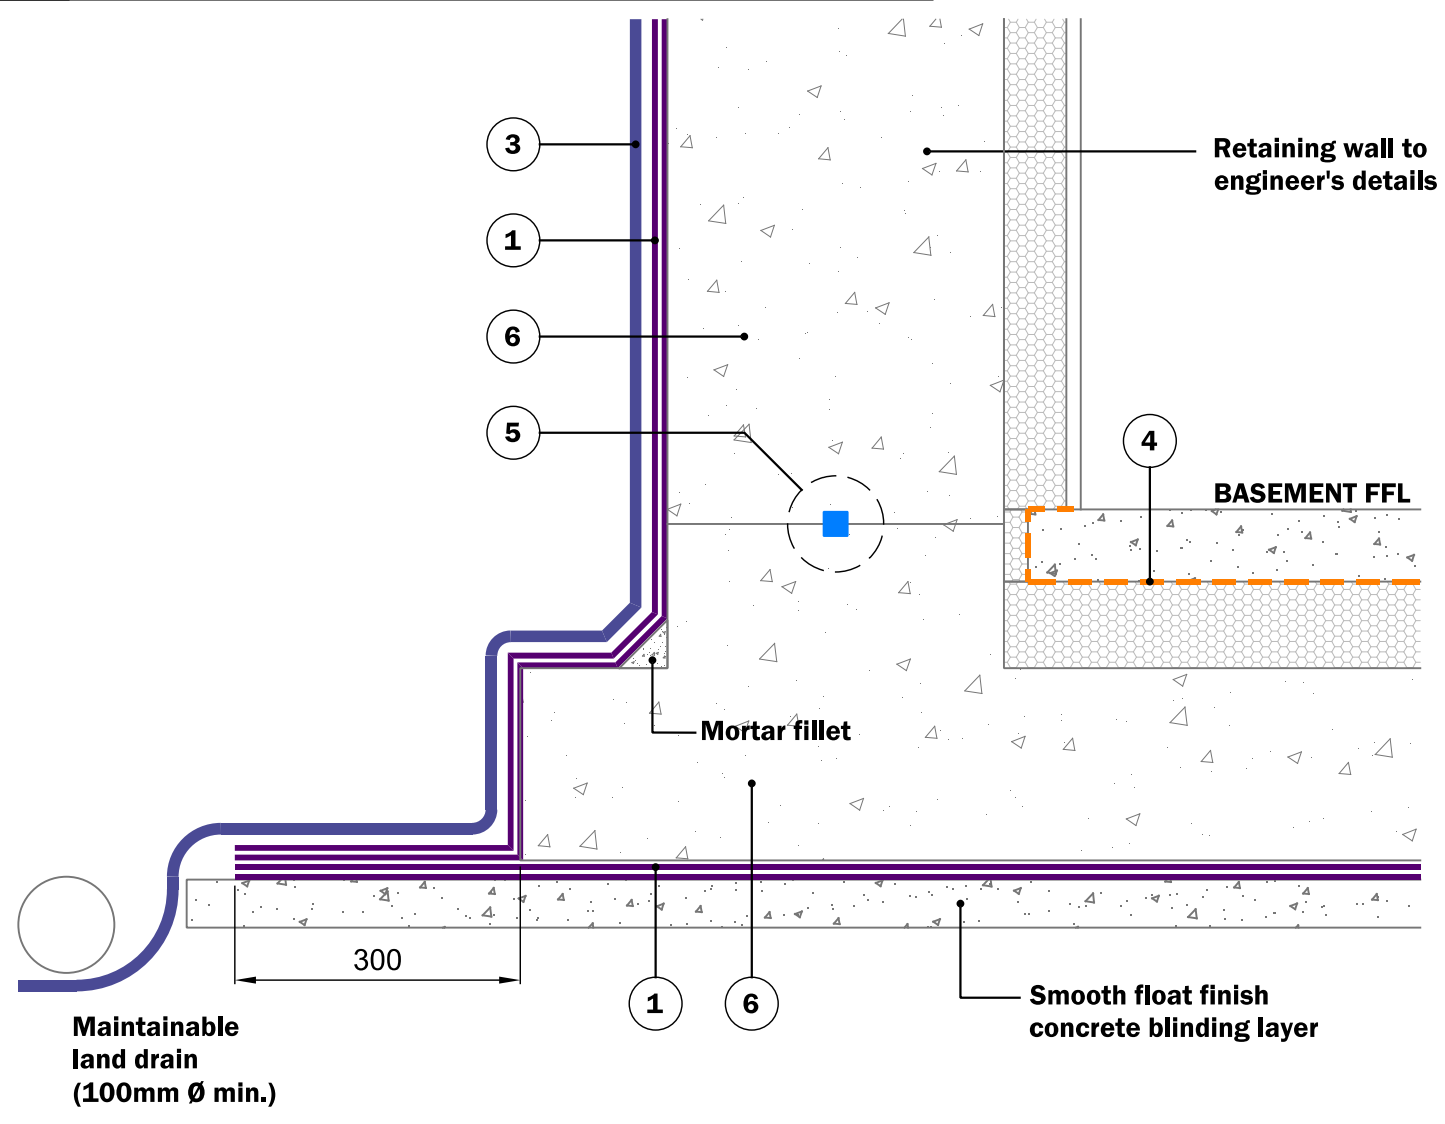 3
Retaining wall to
engineer's details
1
6
5
4
BASEMENT FFL
Mortar fillet
300
1
6
Smooth float finish
concrete blinding layer
Maintainable
land drain
(100mm Ø min.)